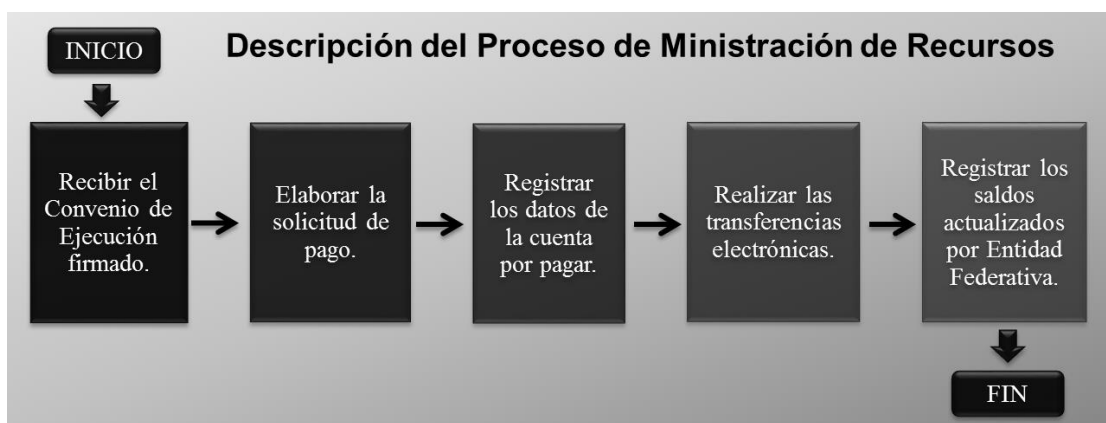 INICIO
Descripción del Proceso de Ministración de Recursos
Recibir el
Convenio de
Ejecución
firmado.
Elaborar la
solicitud de
pago.
Registrar
los datos de
la cuenta
por pagar.
Realizar las
transferencias
electrónicas.
Registrar los
saldos
actualizados
por Entidad
Federativa.
FIN